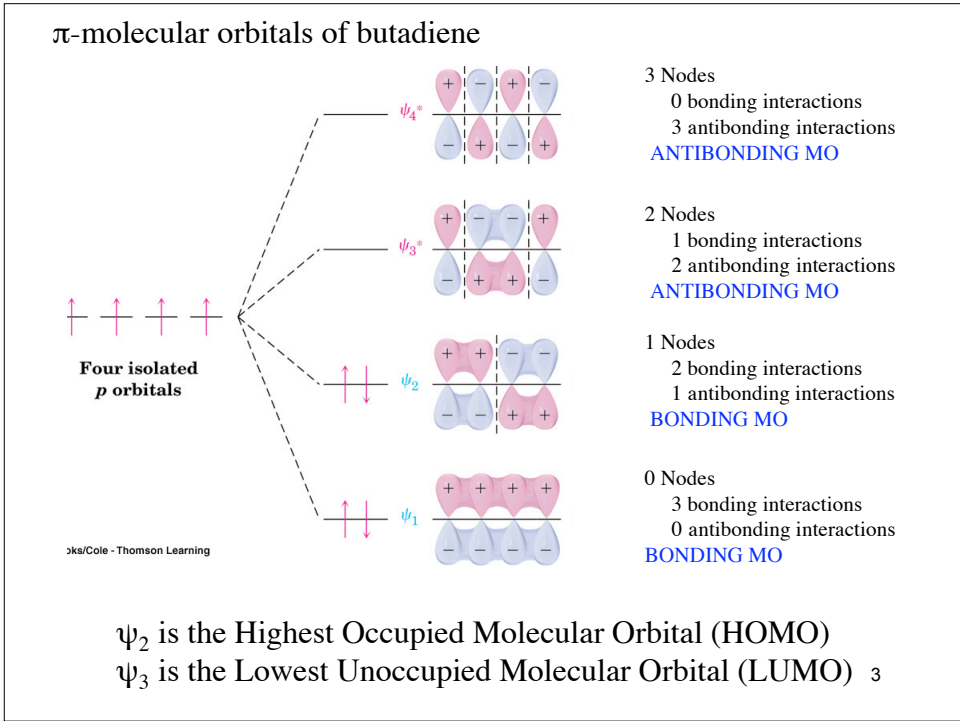 π-molecular orbitals of butadiene
+ - + -
ψ4*
- + - +
3 Nodes
0 bonding interactions
3 antibonding interactions
ANTIBONDING MO
+ - - +
ψ3*
- + + -
2 Nodes
1 bonding interactions
2 antibonding interactions
ANTIBONDING MO
Four isolated
p orbitals
+ + - -
ψ2
- - + +
1 Nodes
2 bonding interactions
1 antibonding interactions
BONDING MO
+ + + +
ψ1
- - - -
0 Nodes
3 bonding interactions
0 antibonding interactions
BONDING MO
oks/Cole - Thomson Learning
ψ2 is the Highest Occupied Molecular Orbital (HOMO)
ψ3 is the Lowest Unoccupied Molecular Orbital (LUMO) 3